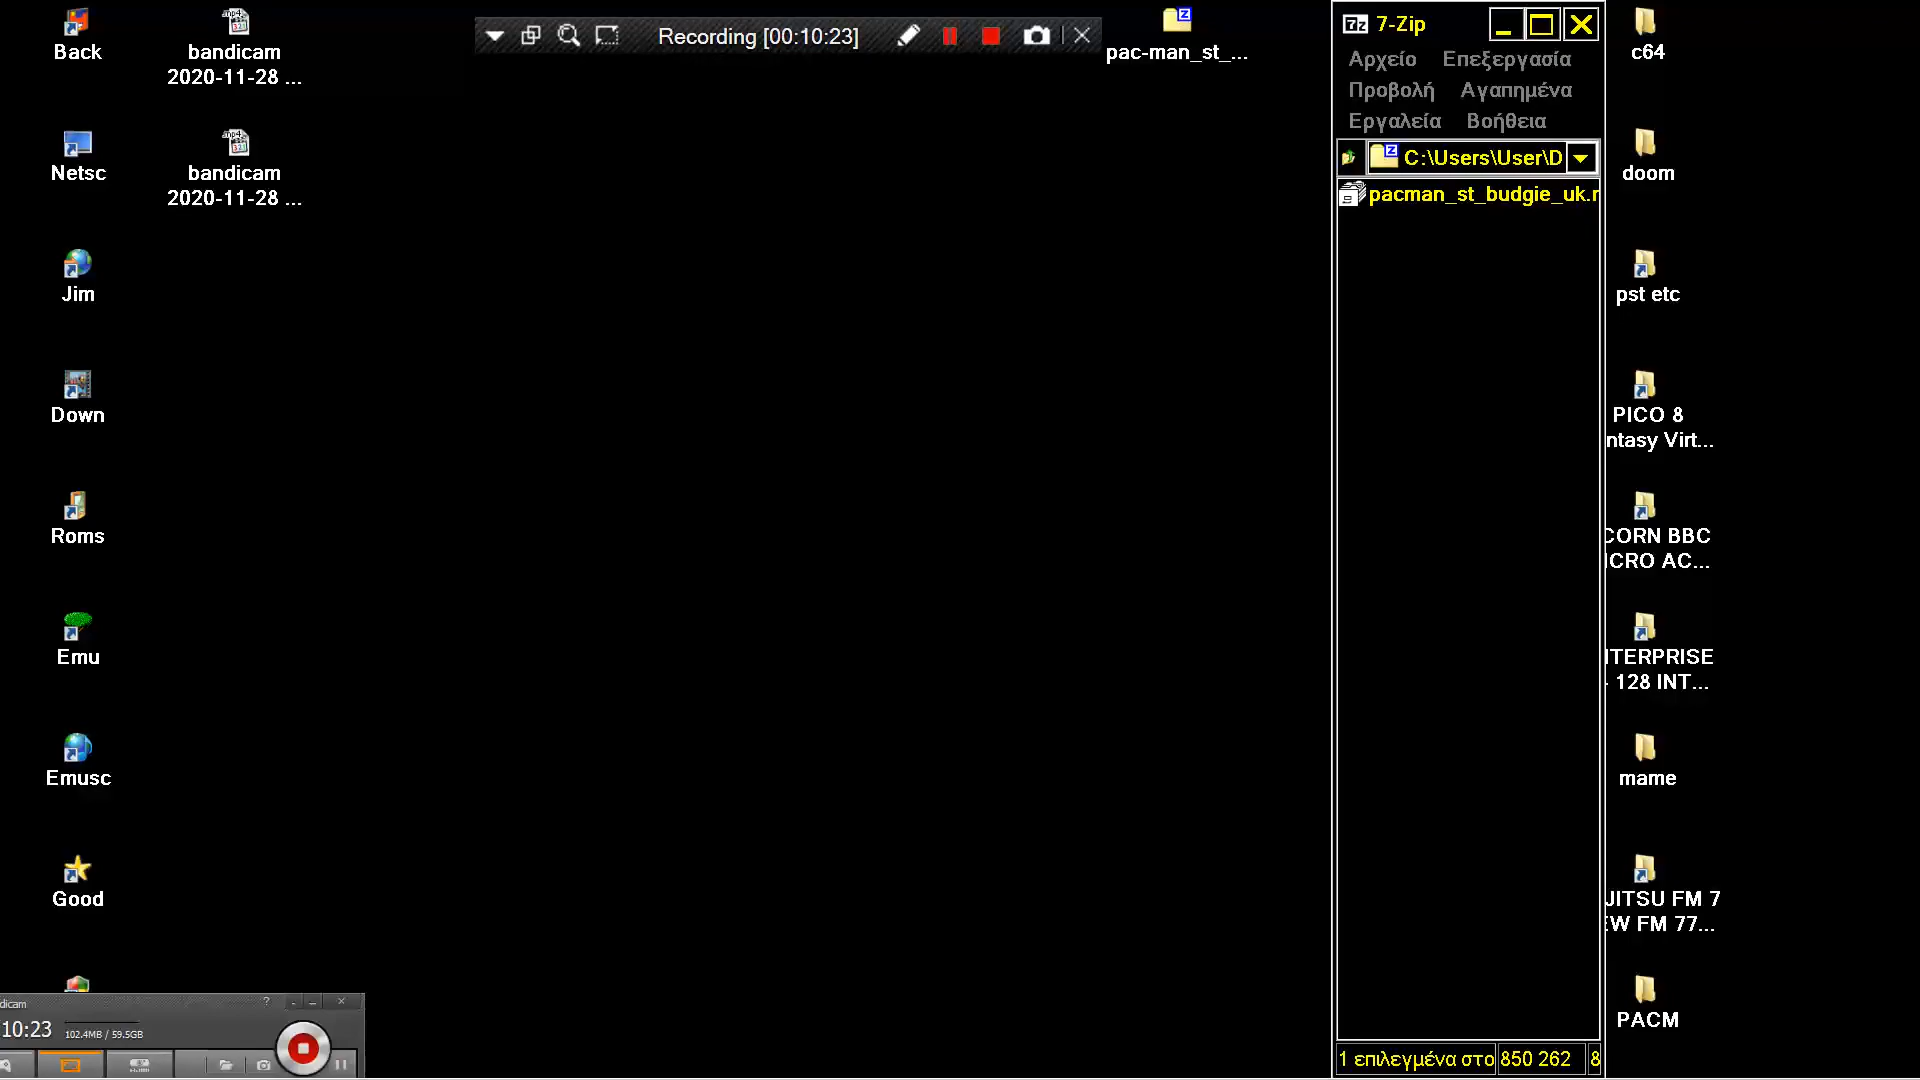 Back
bandicam
2020-11-28 ...
Netsc
bandicam
2020-11-28 ...
Jim
Down
Roms
Emu
Emusc
Good
dicam
?
10:23
102.4MB / 59.5GB
Recording [00:10:23]
pac-man_st_...
7-Zip
Αρχείο Επεξεργασία
Προβολή Αγαπημένα
Εργαλεία Βοήθεια
C:\Users\User\D
pacman_st_budgie_uk.r
1 επιλεγμένα στο 850 262 8
c64
doom
pst etc
PICO 8
ntasy Virt...
CORN BBC
ICRO AC...
ITERPRISE
128 INT...
mame
JITSU FM 7
EW FM 77...
PACM